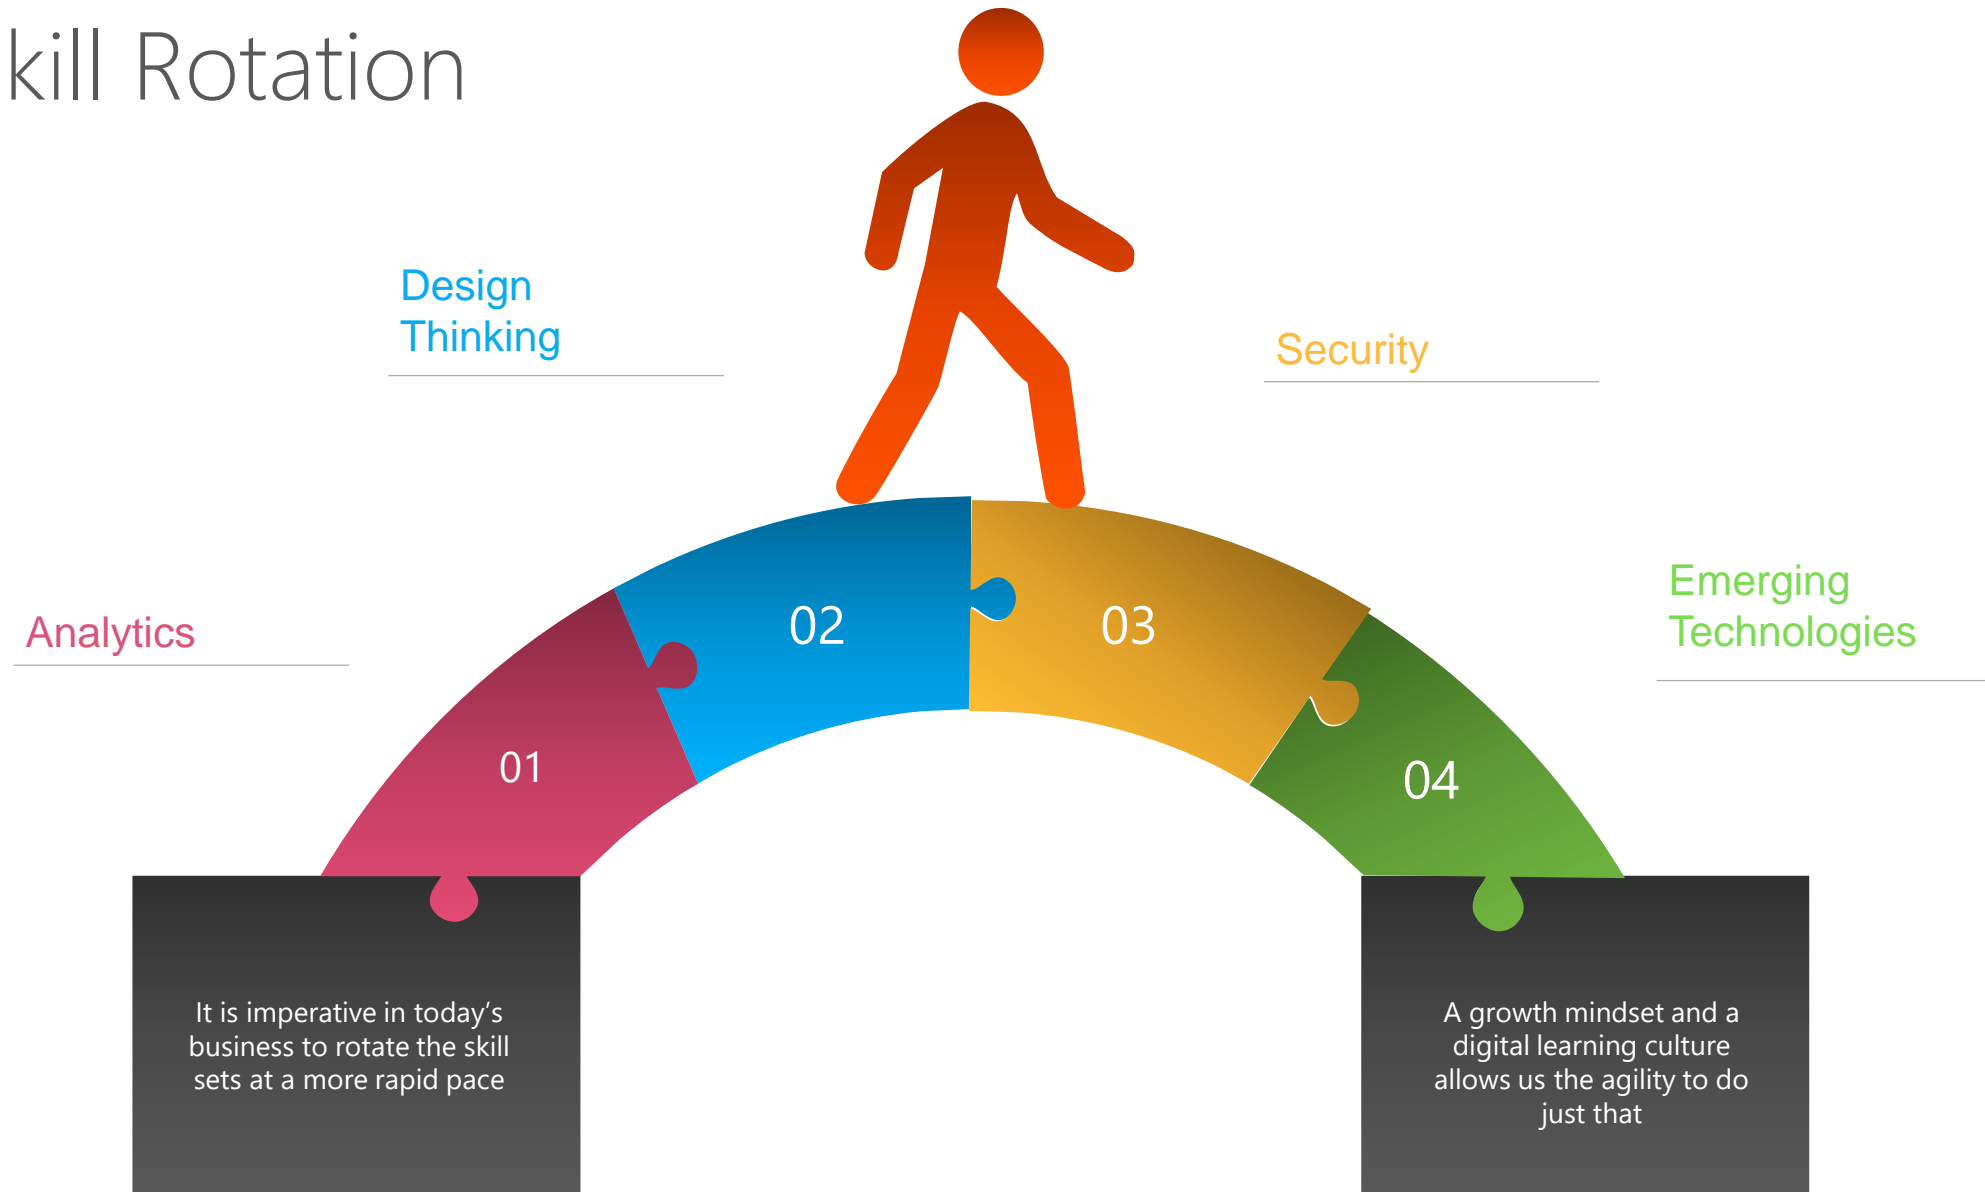 kill Rotation
Design
Thinking
Security
Analytics
Emerging
Technologies
01
02
03
04
It is imperative in today’s
business to rotate the skill
sets at a more rapid pace
A growth mindset and a
digital learning culture
allows us the agility to do
just that